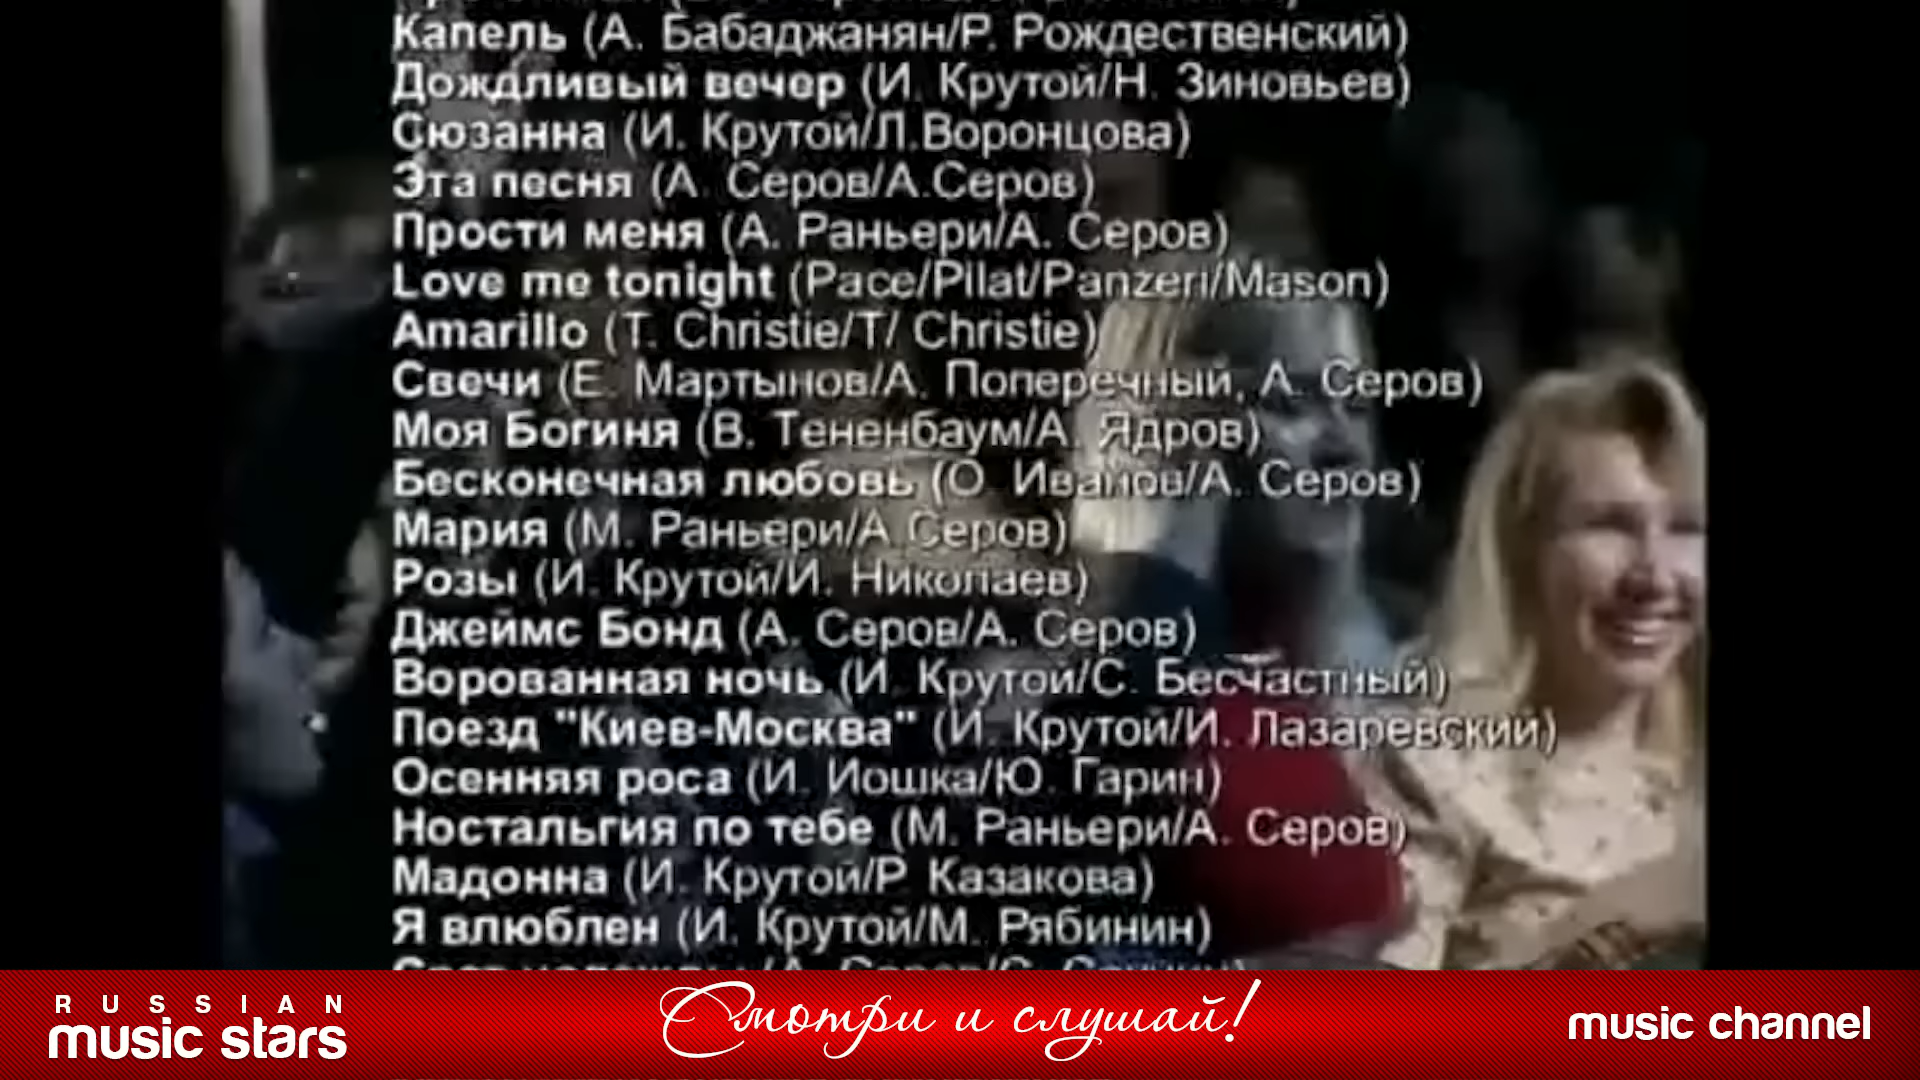 Капель (А. Бабаджанян/Р. Рождественский)
Дождливый вечер (И. Крутой/Н. Зиновьев)
Сюзанна (И. Крутой/Л.Воронцова)
Эта песня (А. Серов/А.Серов)
Прости меня (А. Раньери/А. Серов)
Love me tonight (Pace/Pilat/Panzeri/Mason)
Amarillo (T. Christie/T/ Christie)
Свечи (Е. Мартынов/А. Поперечный, А. Серов)
Моя Богиня (В. Тененбаум/А. Ядров)
Бесконечная любовь (О. Иванов/А. Серов)
Мария (М. Раньери/А.Серов)
Розы (И. Крутой/И. Николаев)
Джеймс Бонд (А. Серов/А. Серов)
Ворованная ночь (И. Крутой/С. Бесчастный)
Поезд "Киев-Москва" (И. Крутой/И. Лазаревский)
Осенняя роса (И. Иошка/Ю. Гарин)
Ностальгия по тебе (М. Раньери/А. Серов)
Мадонна (И. Крутой/Р. Казакова)
Я влюблен (И. Крутой/М. Рябинин)
RUSSIAN
music stars
Смотри и слушай!
music channel